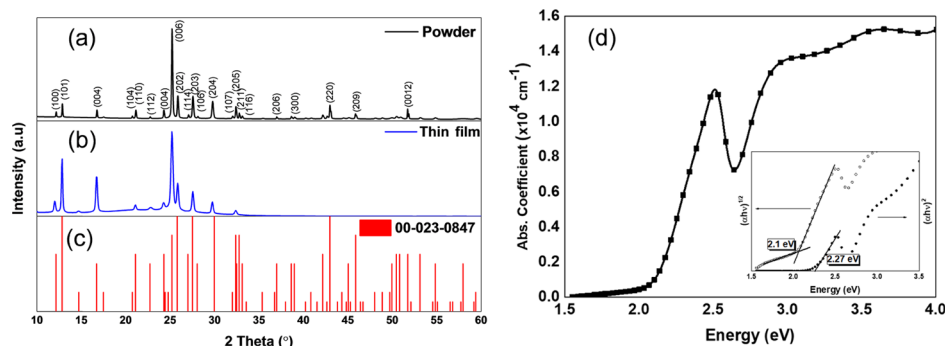 (a)
Powder
(100)
(101)
(004)
(104)
(110)
(112)
(004)
(006)
(202)
(114)
(203)
(106)
(204)
(107)
(205)
(211)
(116)
(206)
(300)
(220)
(209)
(0012)
(b)
Thin film
(c)
00-023-0847
Intensity (a.u)
10 15 20 25 30 35 40 45 50 55 60
2 Theta (°)
(d)
Abs. Coefficient (x10⁴ cm⁻¹)
1.6
1.4
1.2
1.0
0.8
0.6
0.4
0.2
0.0
1.5 2.0 2.5 3.0 3.5 4.0
Energy (eV)
(αhν)^1/2
(αhν)²
2.1 eV
2.27 eV
1.5 2.0 2.5 3.0 3.5
Energy (eV)